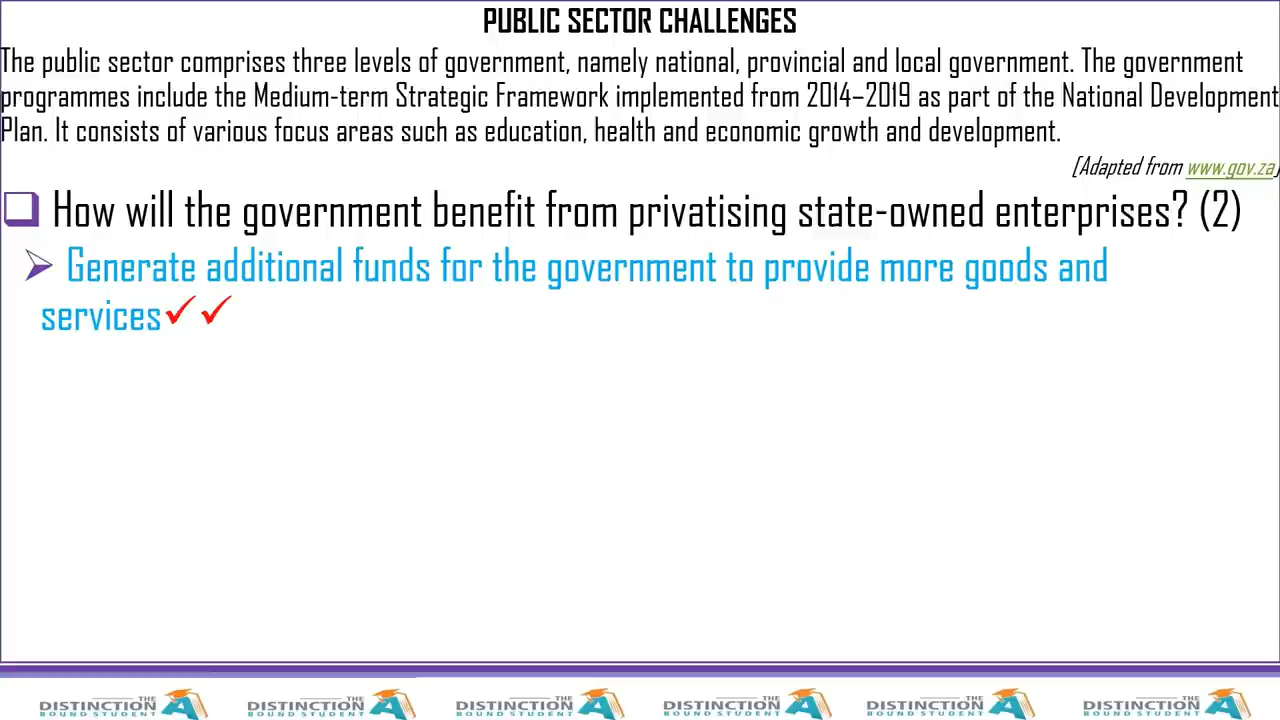 PUBLIC SECTOR CHALLENGES
The public sector comprises three levels of government, namely national, provincial and local government. The government
programmes include the Medium-term Strategic Framework implemented from 2014–2019 as part of the National Development
Plan. It consists of various focus areas such as education, health and economic growth and development.
[Adapted from www.gov.za]
How will the government benefit from privatising state-owned enterprises? (2)
Generate additional funds for the government to provide more goods and
services✓✓
THE DISTINCTION BOUND STUDENT A
THE DISTINCTION BOUND STUDENT A
THE DISTINCTION BOUND STUDENT A
THE DISTINCTION BOUND STUDENT A
THE DISTINCTION BOUND STUDENT A
THE DISTINCTION BOUND STUDENT A